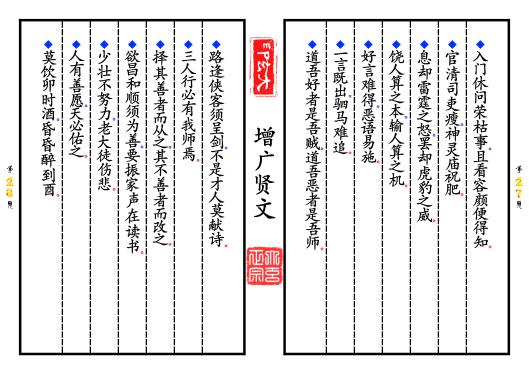 入门休问荣枯事，且看容颜便得知。
官清司吏瘦，神灵庙祝肥。
息却雷霆之怒，罢却虎豹之威。
饶人算之本，输人算之机。
好言难得，恶语易施。
一言既出，驷马难追。
道吾好者是吾贼，道吾恶者是吾师。
第27页
增广贤文
路逢侠客须呈剑，不是才人莫献诗。
三人行，必有我师焉。
择其善者而从之，其不善者而改之。
欲昌和顺须为善，要振家声在读书。
少壮不努力，老大徒伤悲。
人有善愿，天必佑之。
莫饮卯时酒，昏昏醉到酉。
第28页